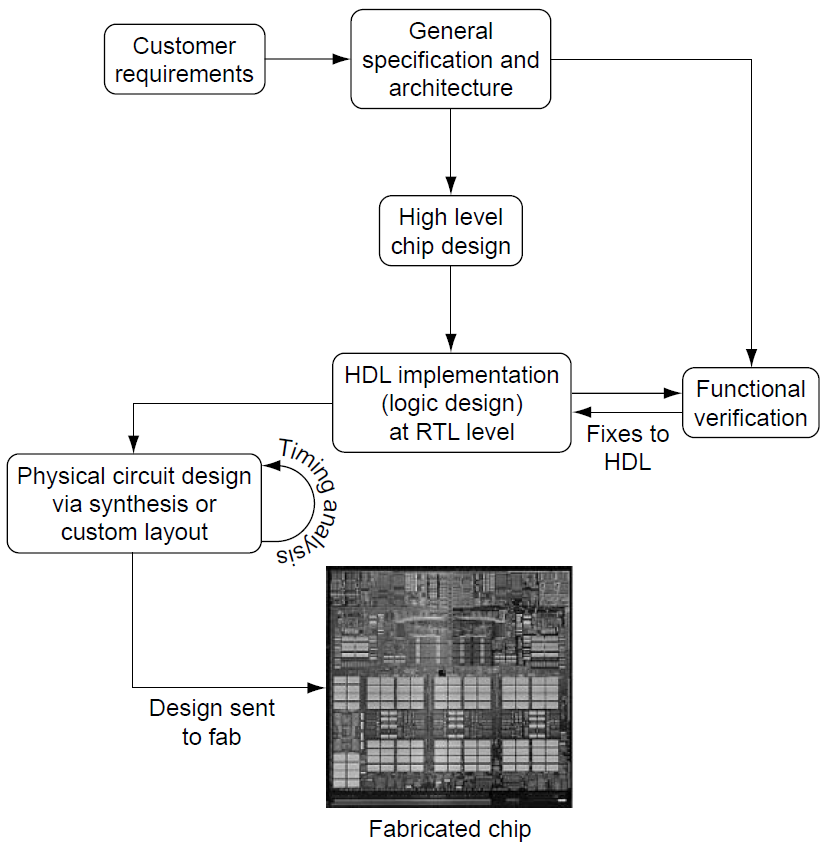 Customer
requirements
General
specification and
architecture
High level
chip design
HDL implementation
(logic design)
at RTL level
Functional
verification
Fixes to
HDL
Physical circuit design
via synthesis or
custom layout
Timing analysis
Design sent
to fab
Fabricated chip